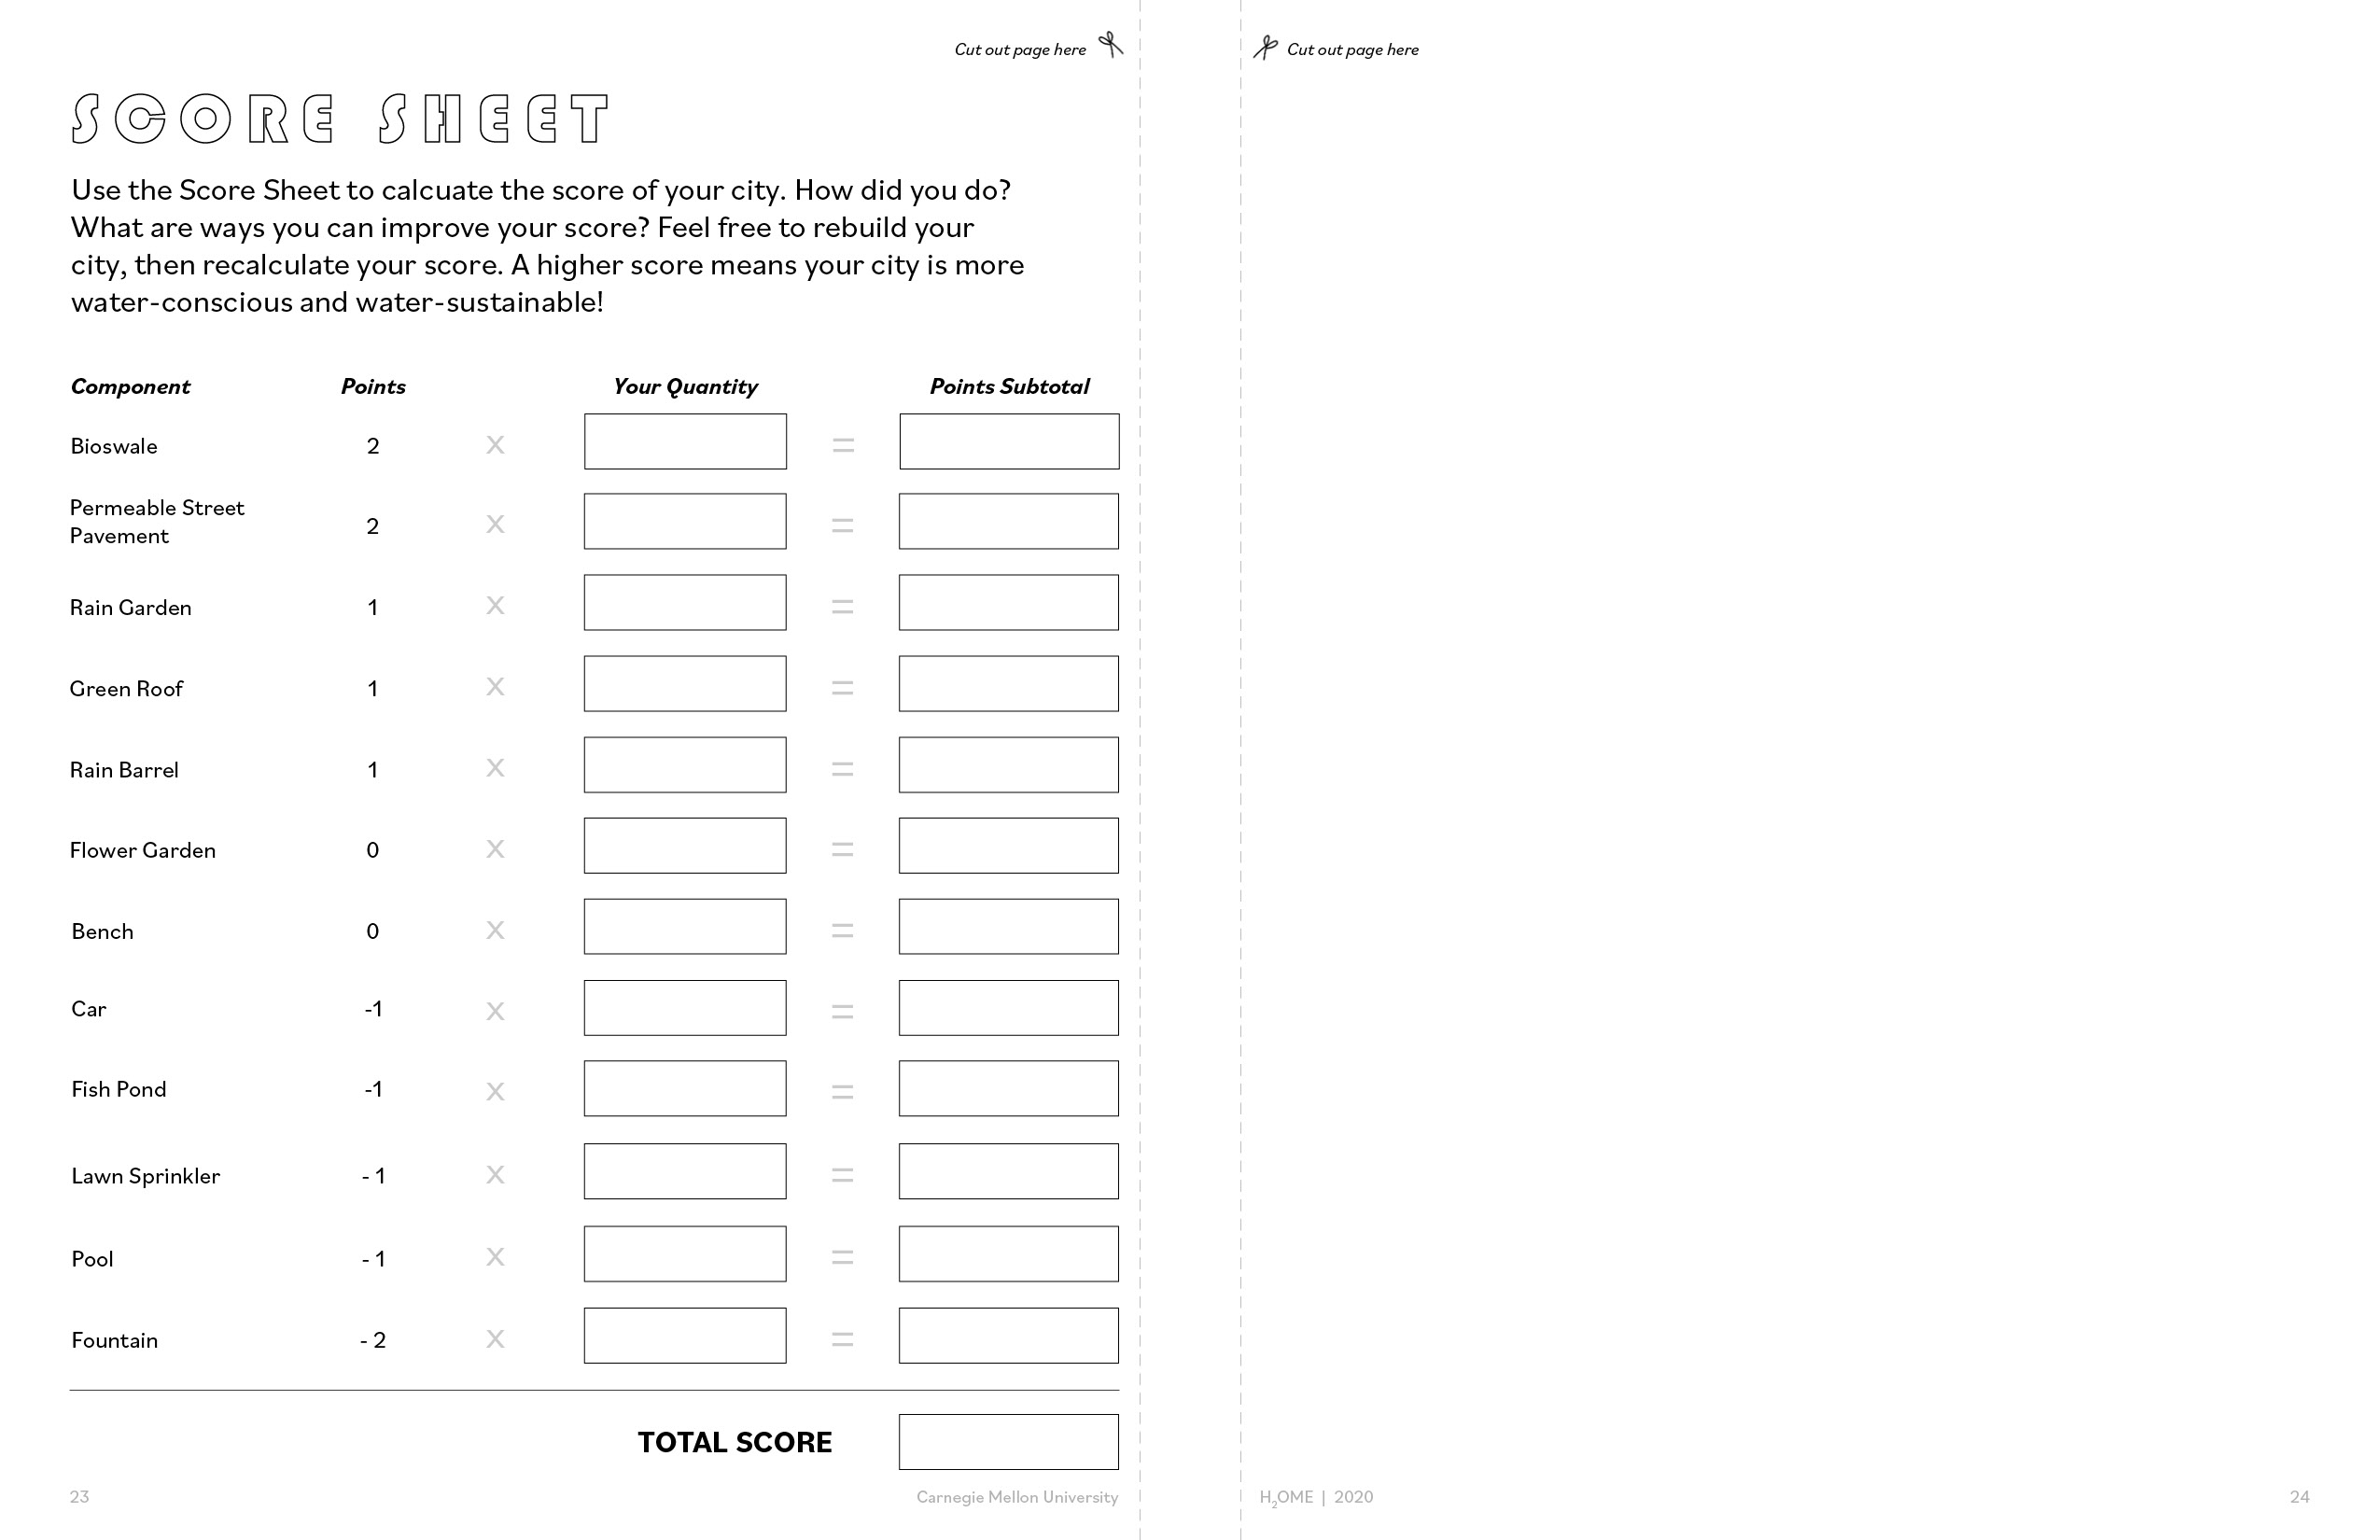 Cut out page here
Cut out page here
SCORE SHEET
Use the Score Sheet to calcuate the score of your city. How did you do?
What are ways you can improve your score? Feel free to rebuild your
city, then recalculate your score. A higher score means your city is more
water-conscious and water-sustainable!
Component Points Your Quantity Points Subtotal
Bioswale 2 X =
Permeable Street
Pavement 2 X =
Rain Garden 1 X =
Green Roof 1 X =
Rain Barrel 1 X =
Flower Garden 0 X =
Bench 0 X =
Car -1 X =
Fish Pond -1 X =
Lawn Sprinkler - 1 X =
Pool - 1 X =
Fountain - 2 X =
TOTAL SCORE
23 Carnegie Mellon University
H2OME | 2020 24